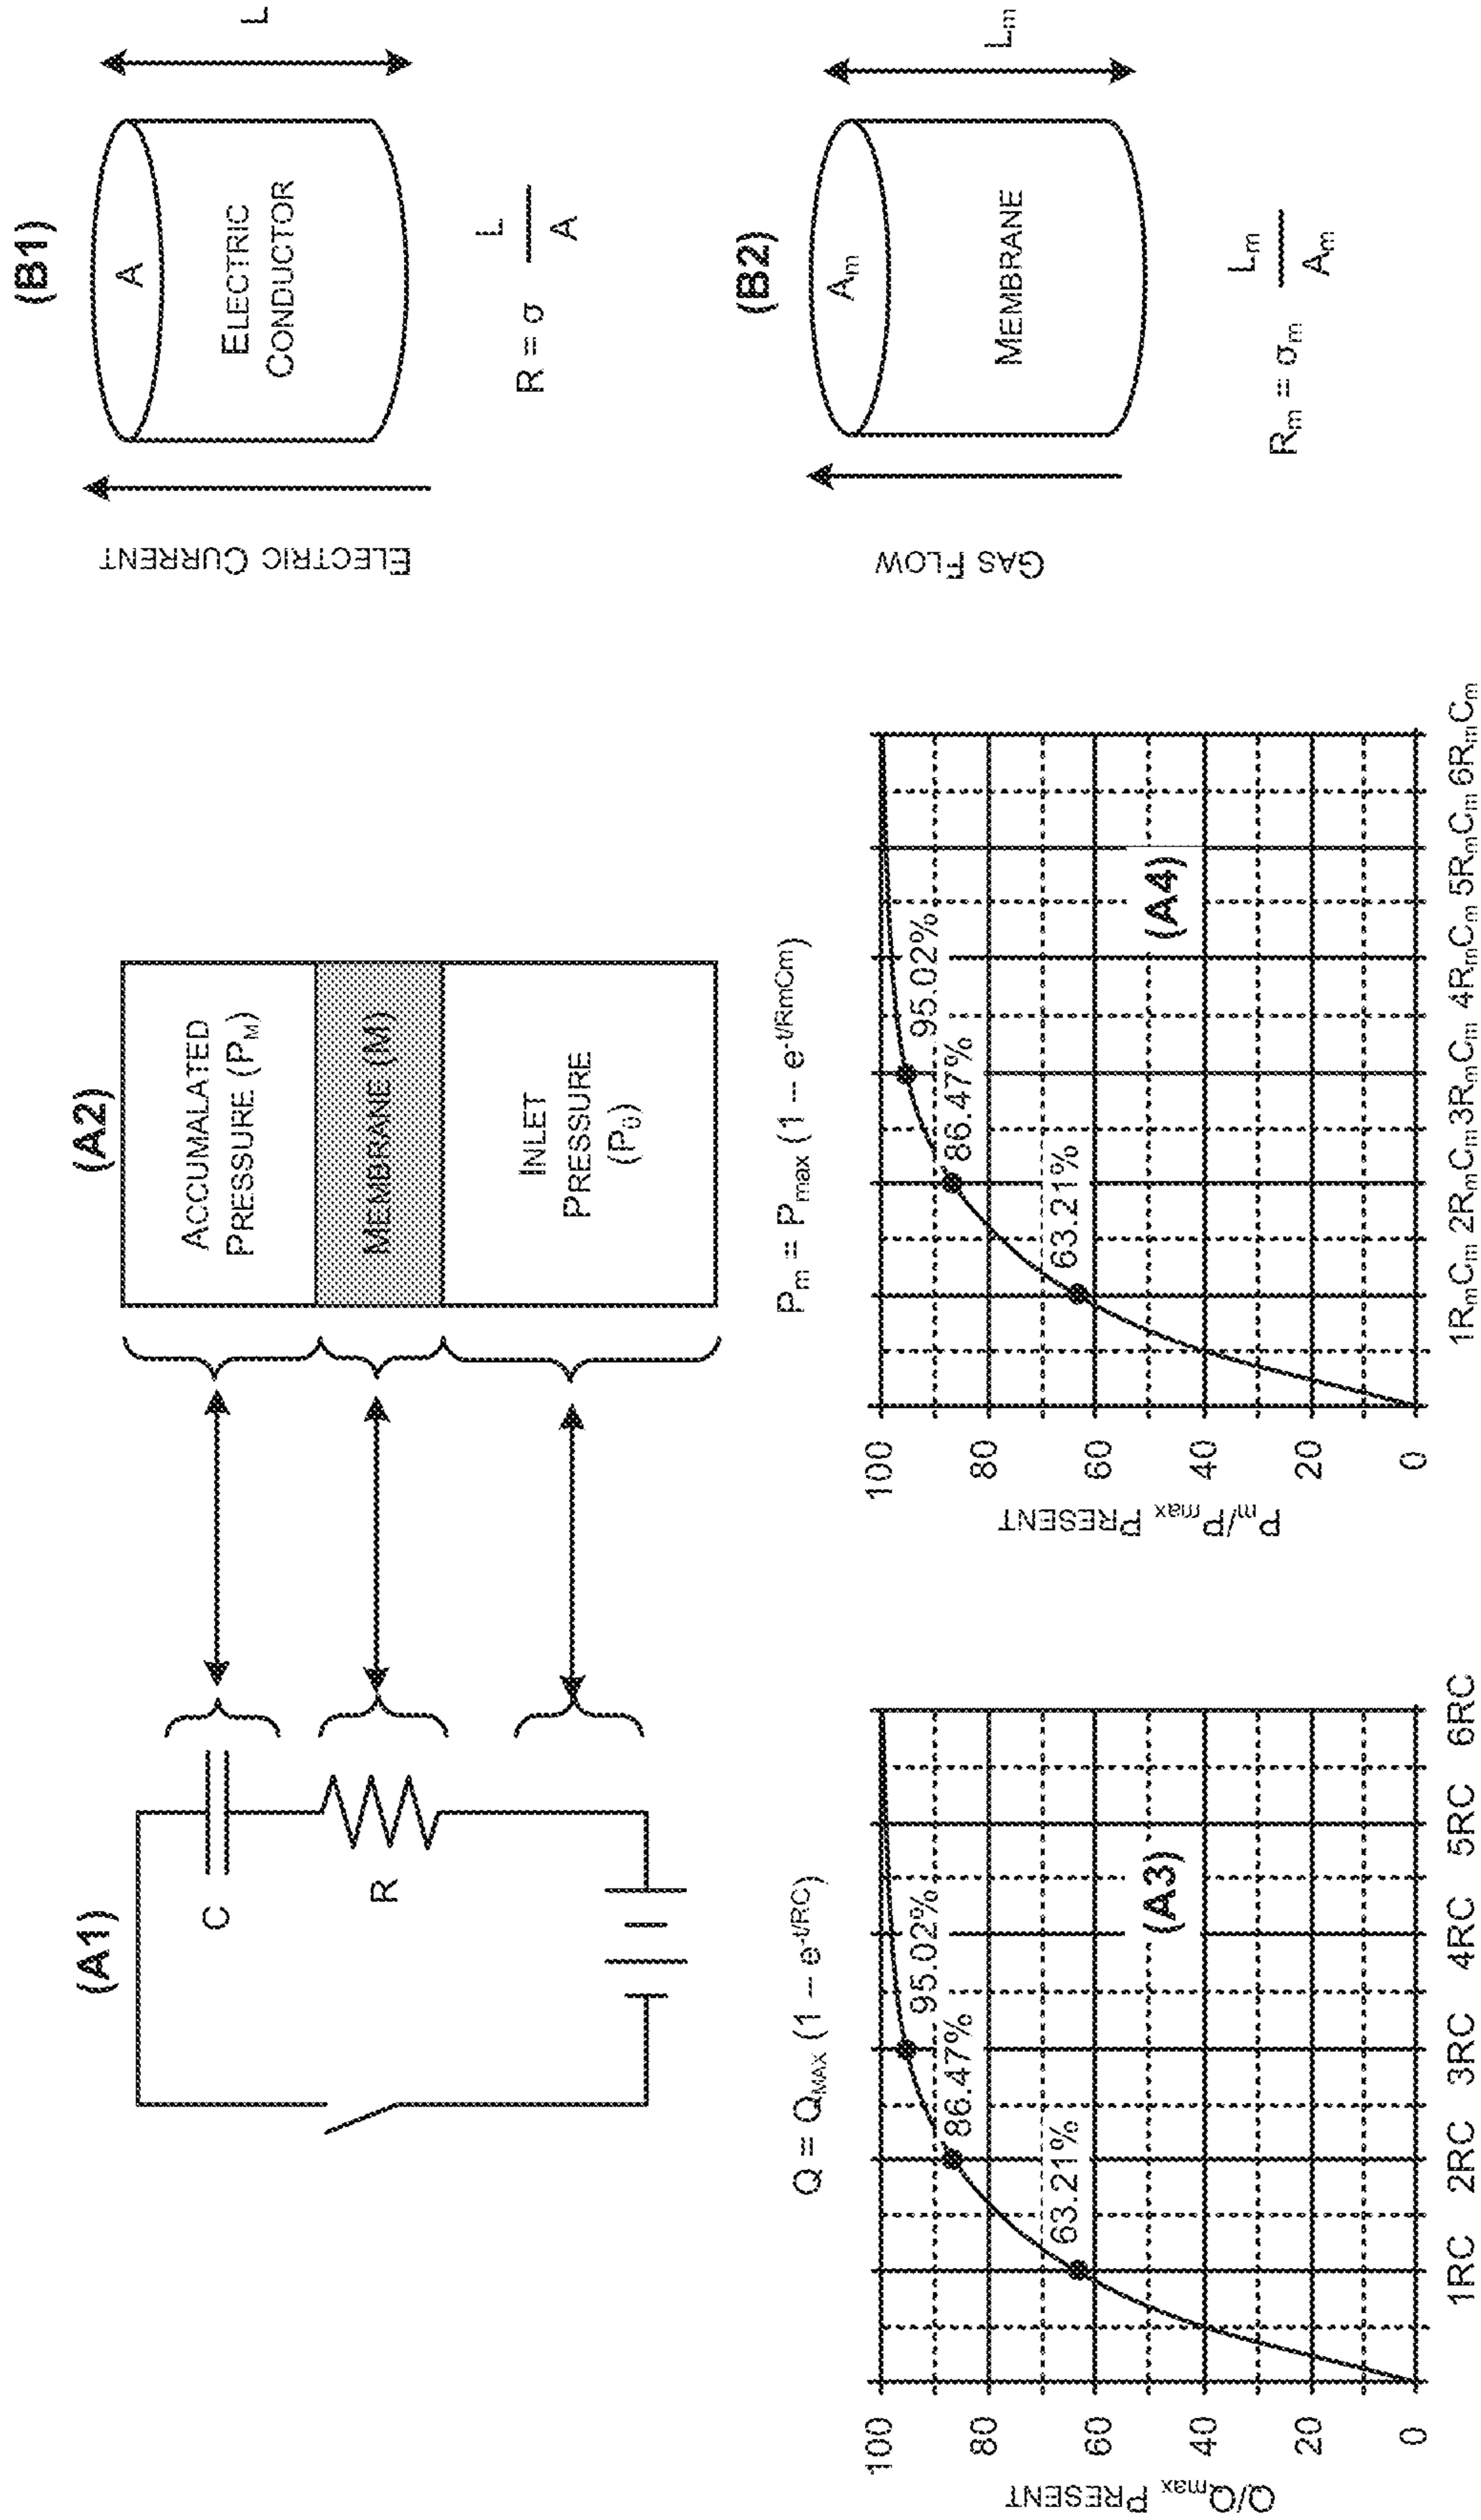 (A1)
C
R
(A2)
ACCUMALATED
PRESSURE (P_M)
MEMBRANE (M)
INLET
PRESSURE
(P₀)
(B1)
ELECTRIC CURRENT
A
ELECTRIC
CONDUCTOR
L
R = σ L/A
Q = Q_MAX (1 – e^-t/RC)
Q/Q_max PRESENT
100
80
60
40
20
0
63.21%
86.47%
95.02%
(A3)
1RC 2RC 3RC 4RC 5RC 6RC
P_m = P_max (1 – e^-t/RmCm)
P_m/P_max PRESENT
100
80
60
40
20
0
63.21%
86.47%
95.02%
(A4)
1R_mC_m 2R_mC_m 3R_mC_m 4R_mC_m 5R_mC_m 6R_mC_m
(B2)
GAS FLOW
A_m
MEMBRANE
L_m
R_m = σ_m L_m/A_m